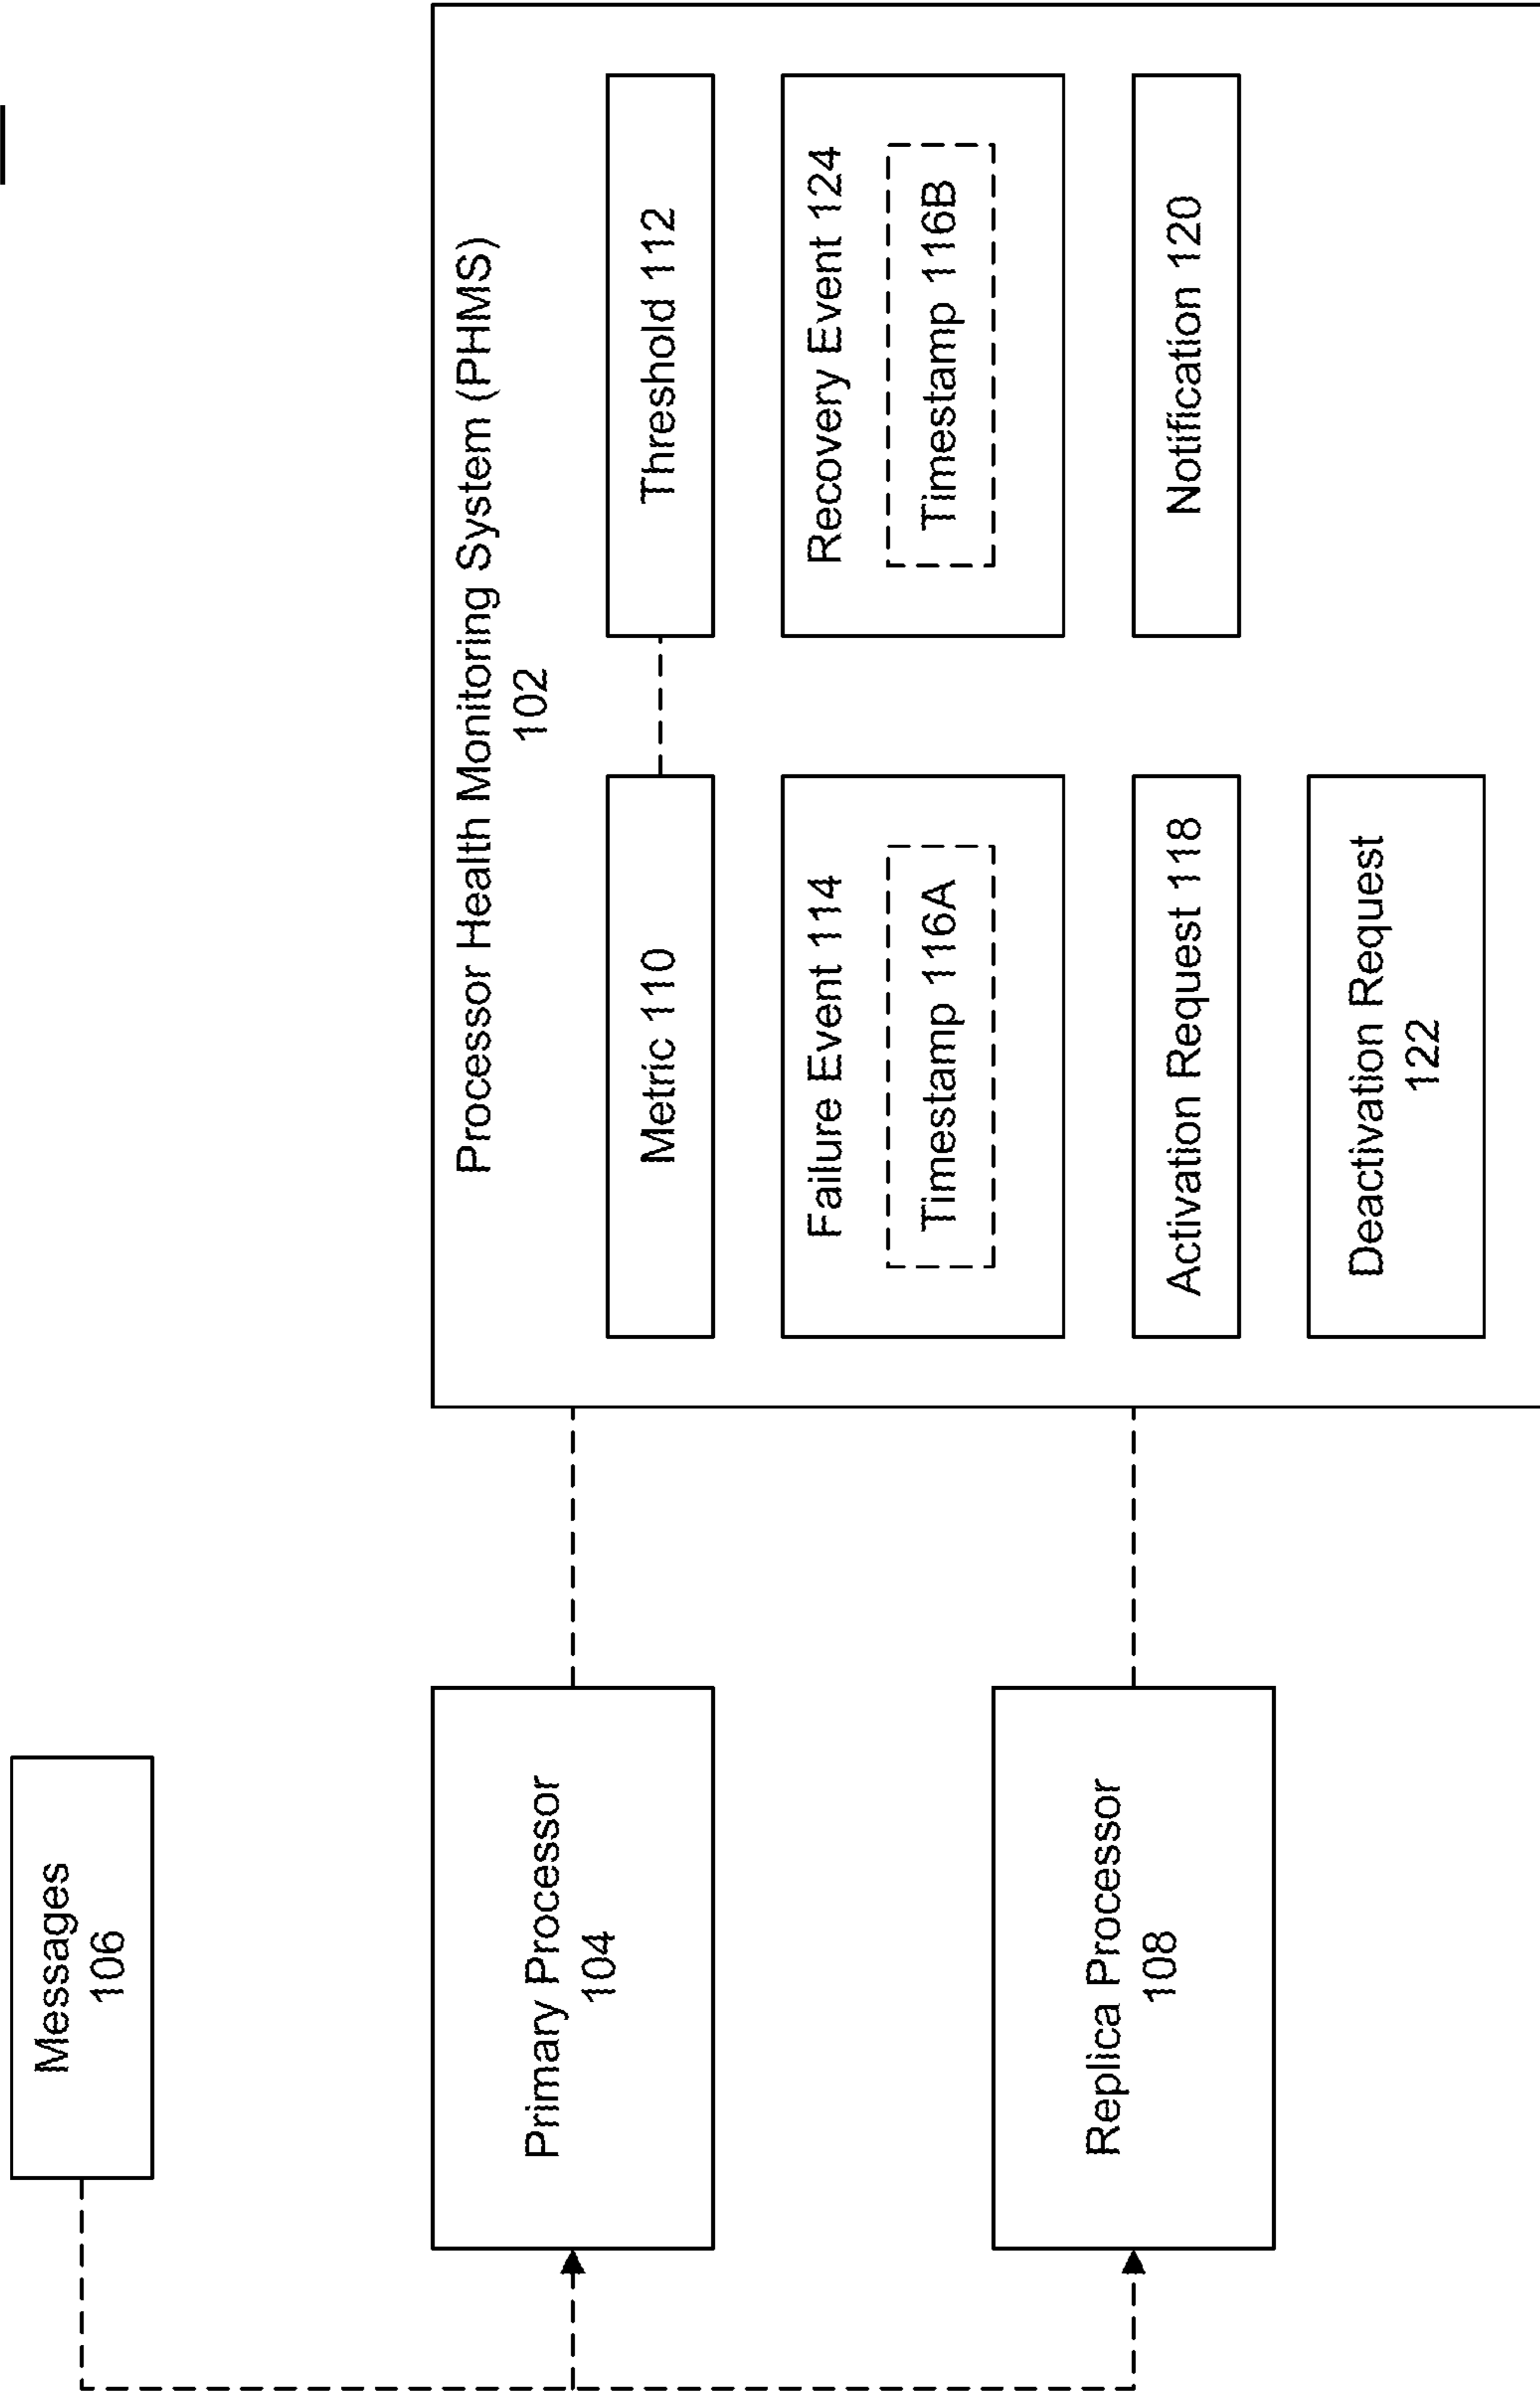 Messages
106
Primary Processor
104
Replica Processor
108
Processor Health Monitoring System (PHMS)
102
Metric 110
Threshold 112
Failure Event 114
Timestamp 116A
Recovery Event 124
Timestamp 116B
Activation Request 118
Notification 120
Deactivation Request
122